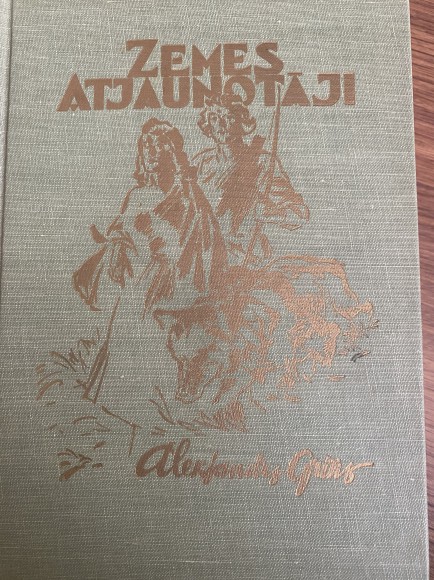 ZEMES
ATJAUNOTĀJI
Aleksandrs Grīns